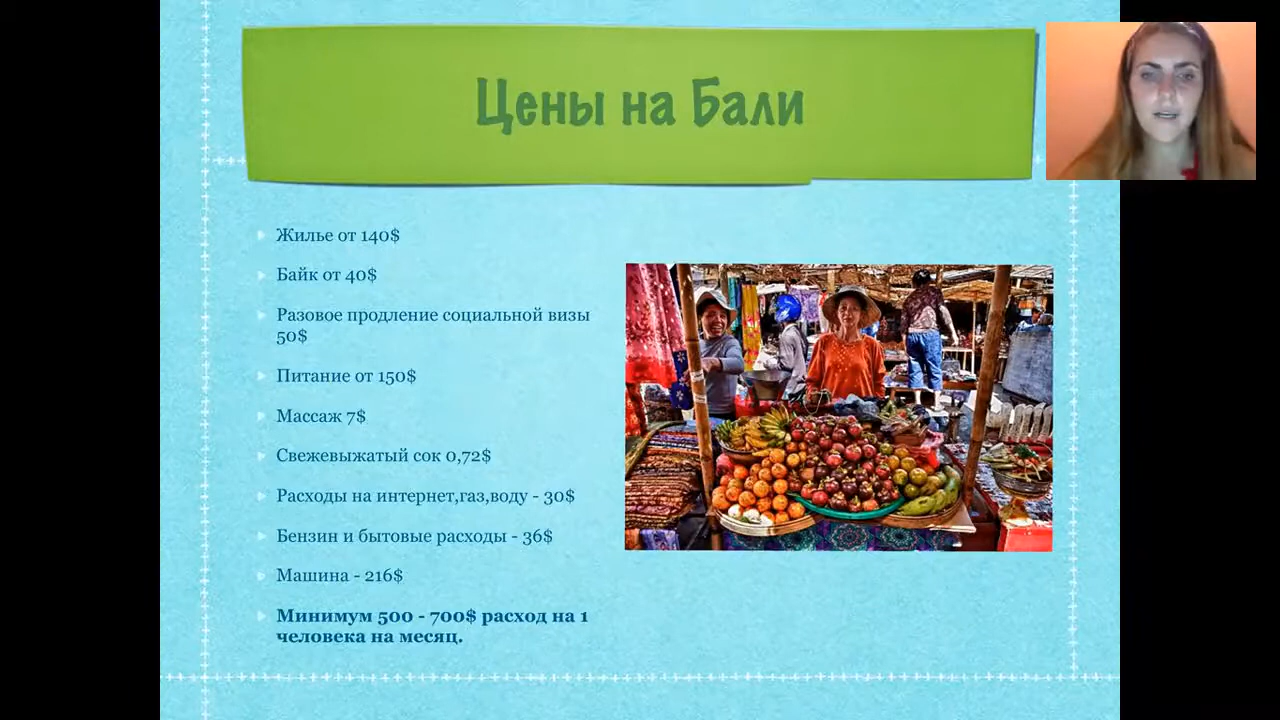 Цены на Бали
Жилье от 140$
Байк от 40$
Разовое продление социальной визы
50$
Питание от 150$
Массаж 7$
Свежевыжатый сок 0,72$
Расходы на интернет,газ,воду - 30$
Бензин и бытовые расходы - 36$
Машина - 216$
Минимум 500 - 700$ расход на 1
человека на месяц.